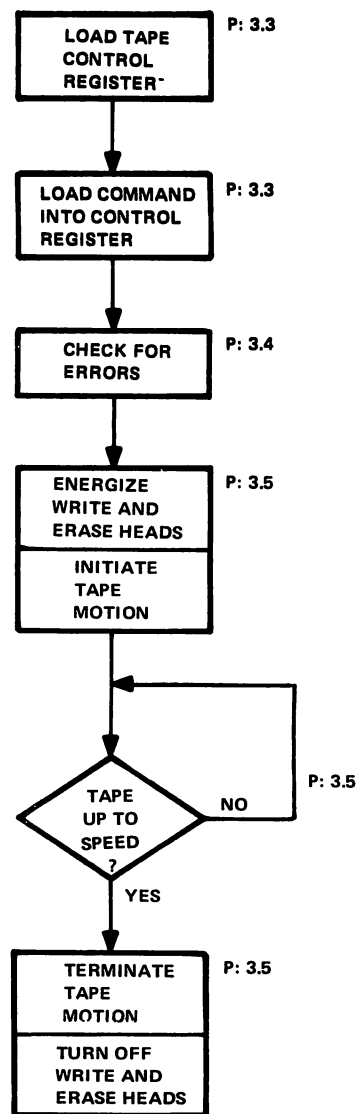 LOAD TAPE
CONTROL
REGISTER
P: 3.3
LOAD COMMAND
INTO CONTROL
REGISTER
P: 3.3
CHECK FOR
ERRORS
P: 3.4
ENERGIZE
WRITE AND
ERASE HEADS
P: 3.5
INITIATE
TAPE
MOTION
TAPE
UP TO
SPEED
?
NO
P: 3.5
YES
TERMINATE
TAPE
MOTION
P: 3.5
TURN OFF
WRITE AND
ERASE HEADS